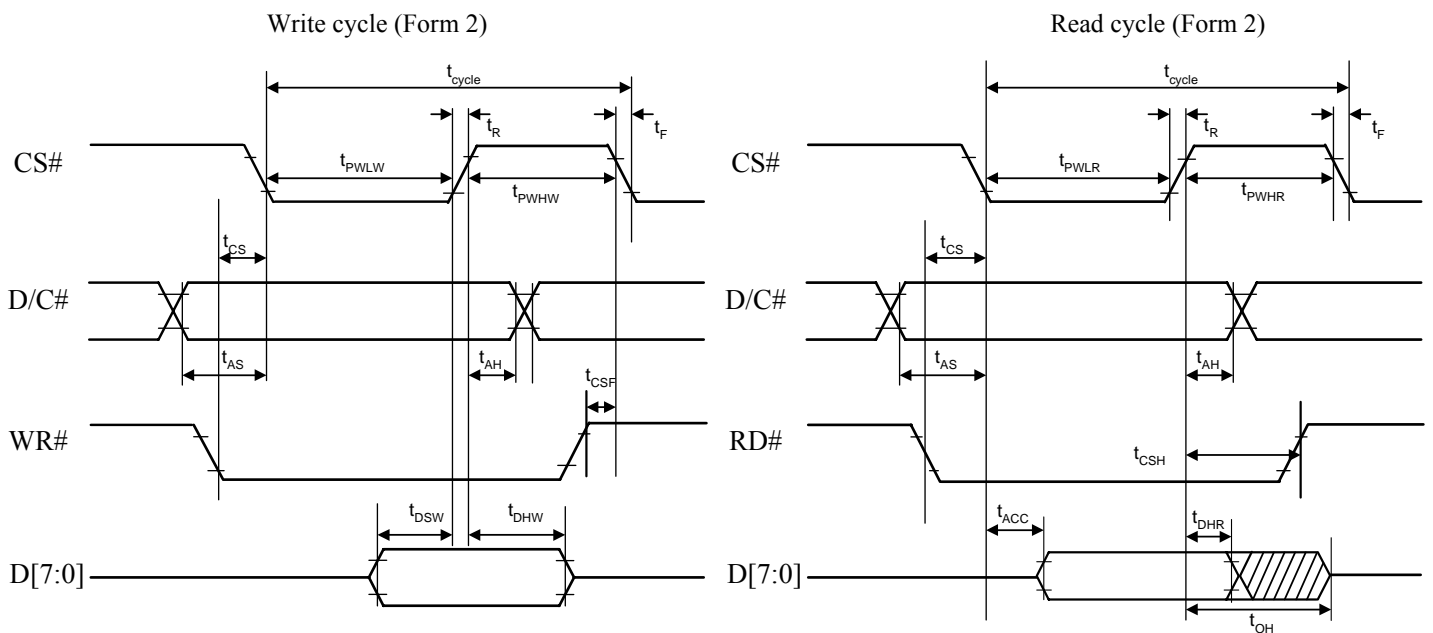 Write cycle (Form 2)
tcycle
tR
tF
CS#
tPWLW
tPWHW
tCS
D/C#
tAS
tAH
tCSF
WR#
tDSW
tDHW
D[7:0]
Read cycle (Form 2)
tcycle
tR
tF
CS#
tPWLR
tPWHR
tCS
D/C#
tAS
tAH
RD#
tCSH
tACC
tDHR
D[7:0]
tOH